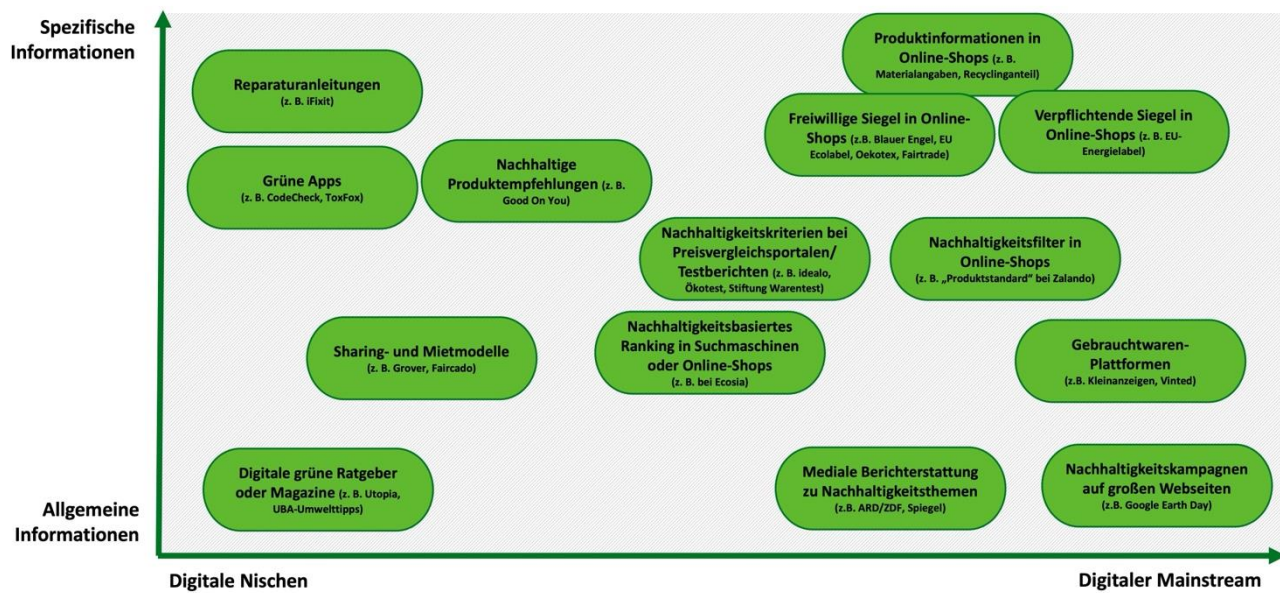 Spezifische
Informationen
Produktinformationen in
Online-Shops (z. B.
Materialangaben, Recyclinganteil)
Reparaturanleitungen
(z. B. iFixit)
Freiwillige Siegel in Online-
Shops (z.B. Blauer Engel, EU
Ecolabel, Oekotex, Fairtrade)
Verpflichtende Siegel in
Online-Shops (z. B. EU-
Energielabel)
Grüne Apps
(z. B. CodeCheck, ToxFox)
Nachhaltige
Produktempfehlungen (z. B.
Good On You)
Nachhaltigkeitskriterien bei
Preisvergleichsportalen/
Testberichten (z. B. idealo,
Ökotest, Stiftung Warentest)
Nachhaltigkeitsfilter in
Online-Shops
(z. B. „Produktstandard" bei Zalando)
Sharing- und Mietmodelle
(z. B. Grover, Faircado)
Nachhaltigkeitsbasiertes
Ranking in Suchmaschinen
oder Online-Shops
(z. B. bei Ecosia)
Gebrauchtwaren-
Plattformen
(z.B. Kleinanzeigen, Vinted)
Digitale grüne Ratgeber
oder Magazine (z. B. Utopia,
UBA-Umwelttipps)
Mediale Berichterstattung
zu Nachhaltigkeitsthemen
(z.B. ARD/ZDF, Spiegel)
Nachhaltigkeitskampagnen
auf großen Webseiten
(z.B. Google Earth Day)
Allgemeine
Informationen
Digitale Nischen
Digitaler Mainstream